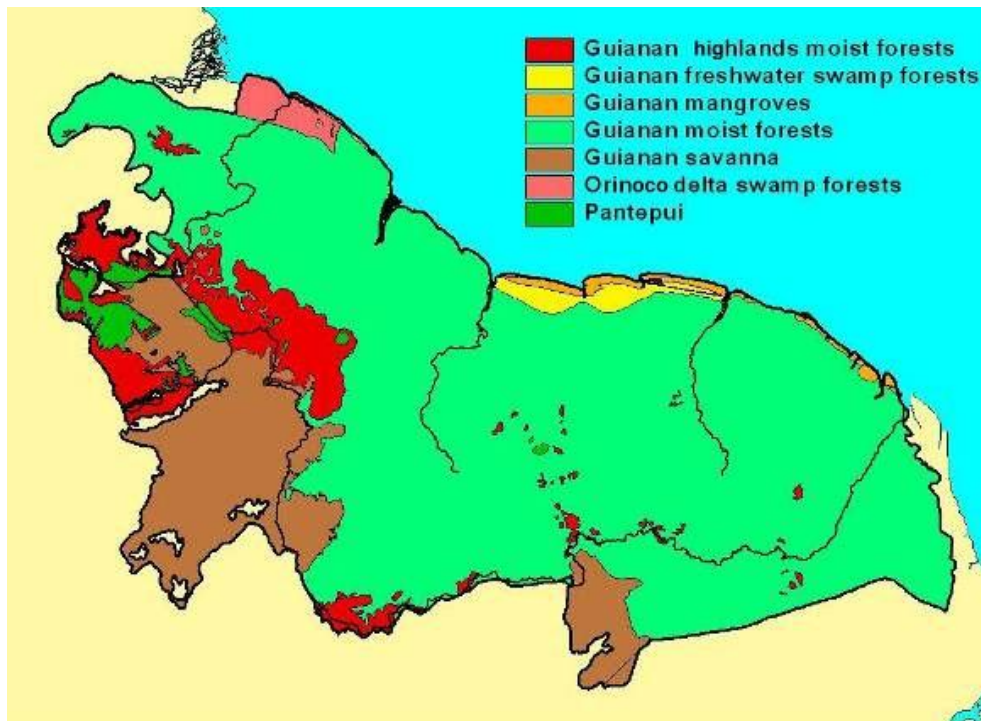 Guianan highlands moist forests
Guianan freshwater swamp forests
Guianan mangroves
Guianan moist forests
Guianan savanna
Orinoco delta swamp forests
Pantepui